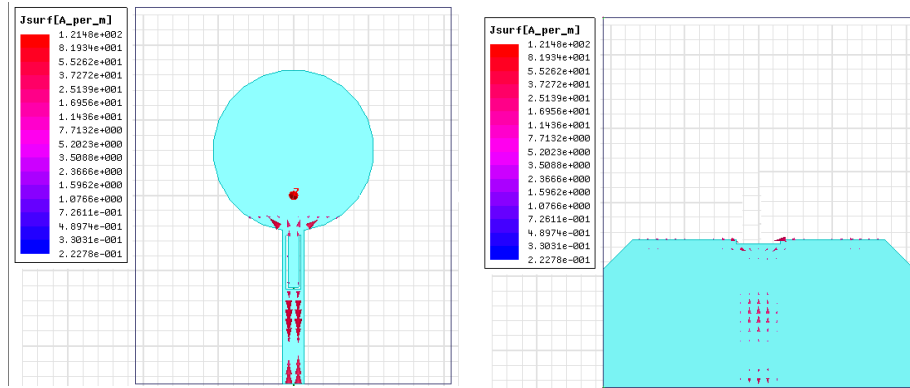 Jsurf[A_per_m]
1.2148e+002
8.1934e+001
5.5262e+001
3.7272e+001
2.5139e+001
1.6956e+001
1.1436e+001
7.7132e+000
5.2023e+000
3.5088e+000
2.3666e+000
1.5962e+000
1.0766e+000
7.2611e-001
4.8974e-001
3.3031e-001
2.2278e-001
Jsurf[A_per_m]
1.2148e+002
8.1934e+001
5.5262e+001
3.7272e+001
2.5139e+001
1.6956e+001
1.1436e+001
7.7132e+000
5.2023e+000
3.5088e+000
2.3666e+000
1.5962e+000
1.0766e+000
7.2611e-001
4.8974e-001
3.3031e-001
2.2278e-001